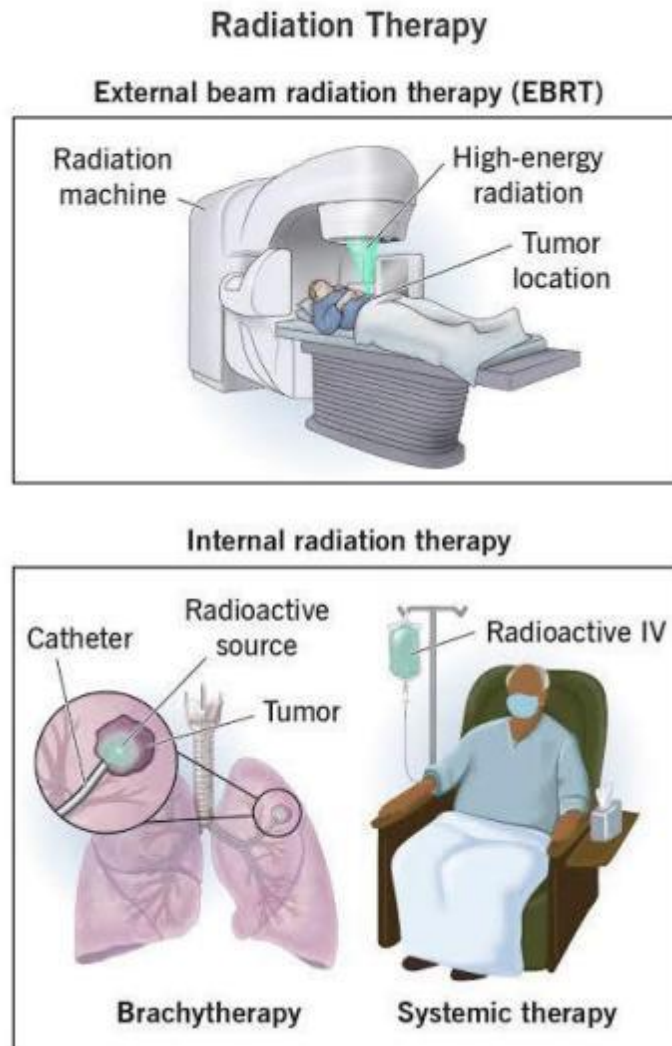 Radiation Therapy
External beam radiation therapy (EBRT)
Radiation
machine
High-energy
radiation
Tumor
location
Internal radiation therapy
Catheter
Radioactive
source
Tumor
Radioactive IV
Brachytherapy
Systemic therapy